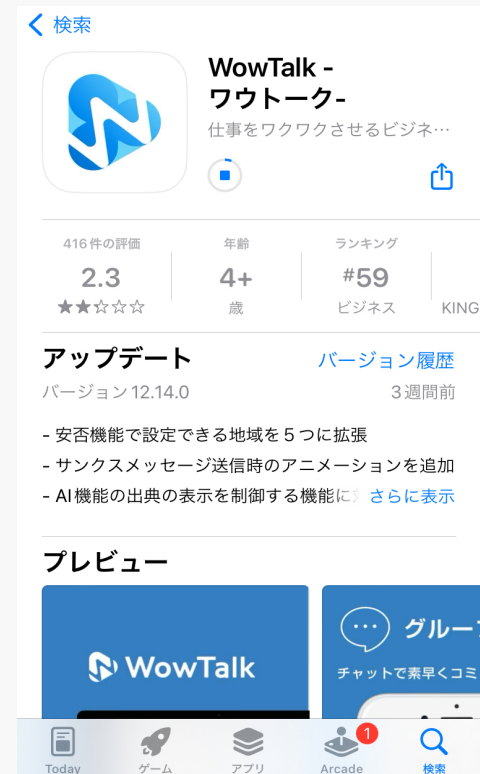 検索
WowTalk -
ワウトーク-
仕事をワクワクさせるビジネ…
416件の評価
年齢
ランキング
2.3
4+
#59
★★☆☆☆
歳
ビジネス
KING
アップデート
バージョン履歴
バージョン 12.14.0
3週間前
- 安否機能で設定できる地域を５つに拡張
- サンクスメッセージ送信時のアニメーションを追加
- AI機能の出典の表示を制御する機能に
さらに表示
プレビュー
WowTalk
グルー
チャットで素早くコミ
1
Today
ゲーム
アプリ
Arcade
検索